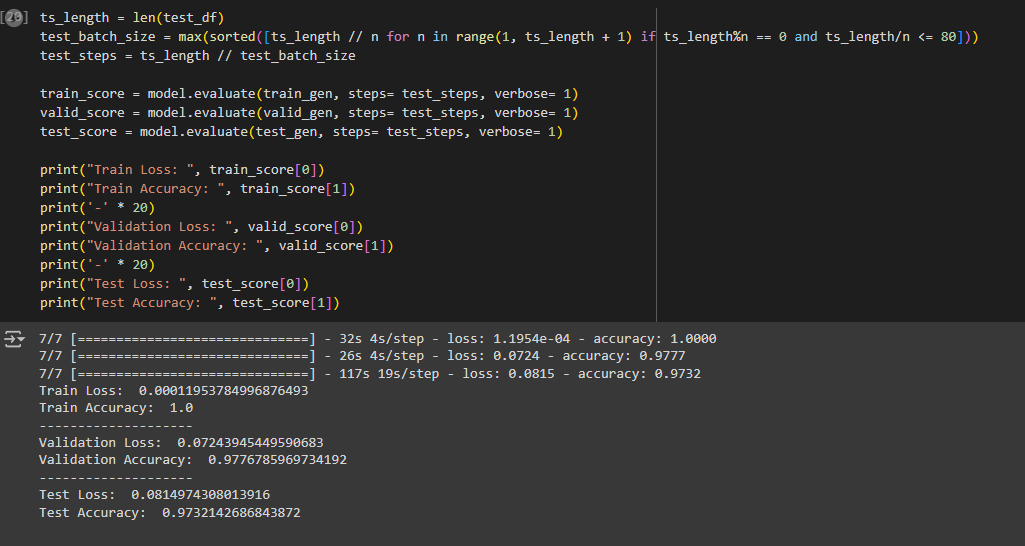 [29] ts_length = len(test_df)
test_batch_size = max(sorted([ts_length // n for n in range(1, ts_length + 1) if ts_length%n == 0 and ts_length/n <= 80]))
test_steps = ts_length // test_batch_size
train_score = model.evaluate(train_gen, steps= test_steps, verbose= 1)
valid_score = model.evaluate(valid_gen, steps= test_steps, verbose= 1)
test_score = model.evaluate(test_gen, steps= test_steps, verbose= 1)
print("Train Loss: ", train_score[0])
print("Train Accuracy: ", train_score[1])
print('-' * 20)
print("Validation Loss: ", valid_score[0])
print("Validation Accuracy: ", valid_score[1])
print('-' * 20)
print("Test Loss: ", test_score[0])
print("Test Accuracy: ", test_score[1])
7/7 [==============================] - 32s 4s/step - loss: 1.1954e-04 - accuracy: 1.0000
7/7 [==============================] - 26s 4s/step - loss: 0.0724 - accuracy: 0.9777
7/7 [==============================] - 117s 19s/step - loss: 0.0815 - accuracy: 0.9732
Train Loss:  0.00011953784996876493
Train Accuracy:  1.0
--------------------
Validation Loss:  0.07243945449590683
Validation Accuracy:  0.9776785969734192
--------------------
Test Loss:  0.0814974308013916
Test Accuracy:  0.9732142686843872